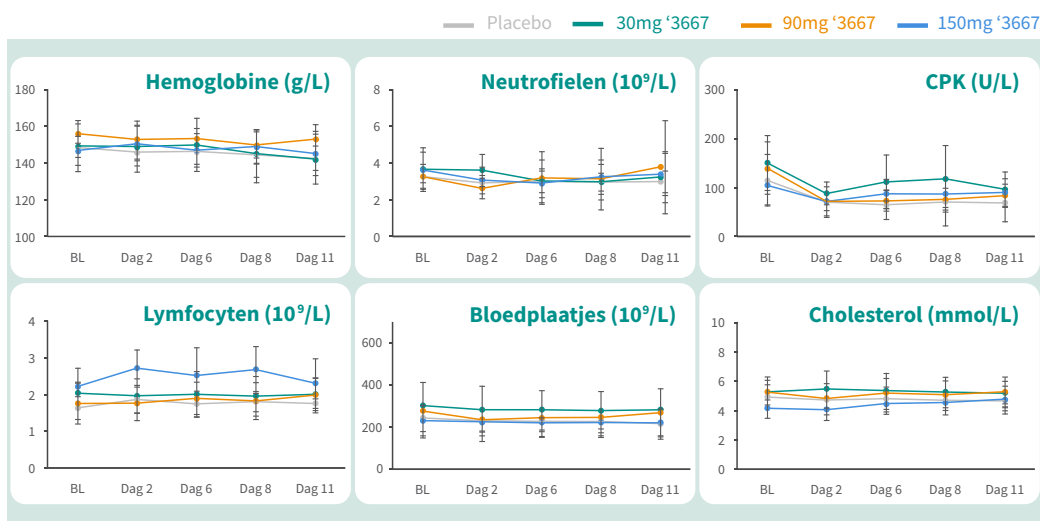 Placebo 30mg ‘3667 90mg ‘3667 150mg ‘3667
Hemoglobine (g/L)
180
160
140
120
100
BL Dag 2 Dag 6 Dag 8 Dag 11
Neutrofielen (10⁹/L)
8
6
4
2
0
BL Dag 2 Dag 6 Dag 8 Dag 11
CPK (U/L)
300
200
100
0
BL Dag 2 Dag 6 Dag 8 Dag 11
Lymfocyten (10⁹/L)
4
3
2
1
0
BL Dag 2 Dag 6 Dag 8 Dag 11
Bloedplaatjes (10⁹/L)
600
400
200
0
BL Dag 2 Dag 6 Dag 8 Dag 11
Cholesterol (mmol/L)
10
8
6
4
2
0
BL Dag 2 Dag 6 Dag 8 Dag 11